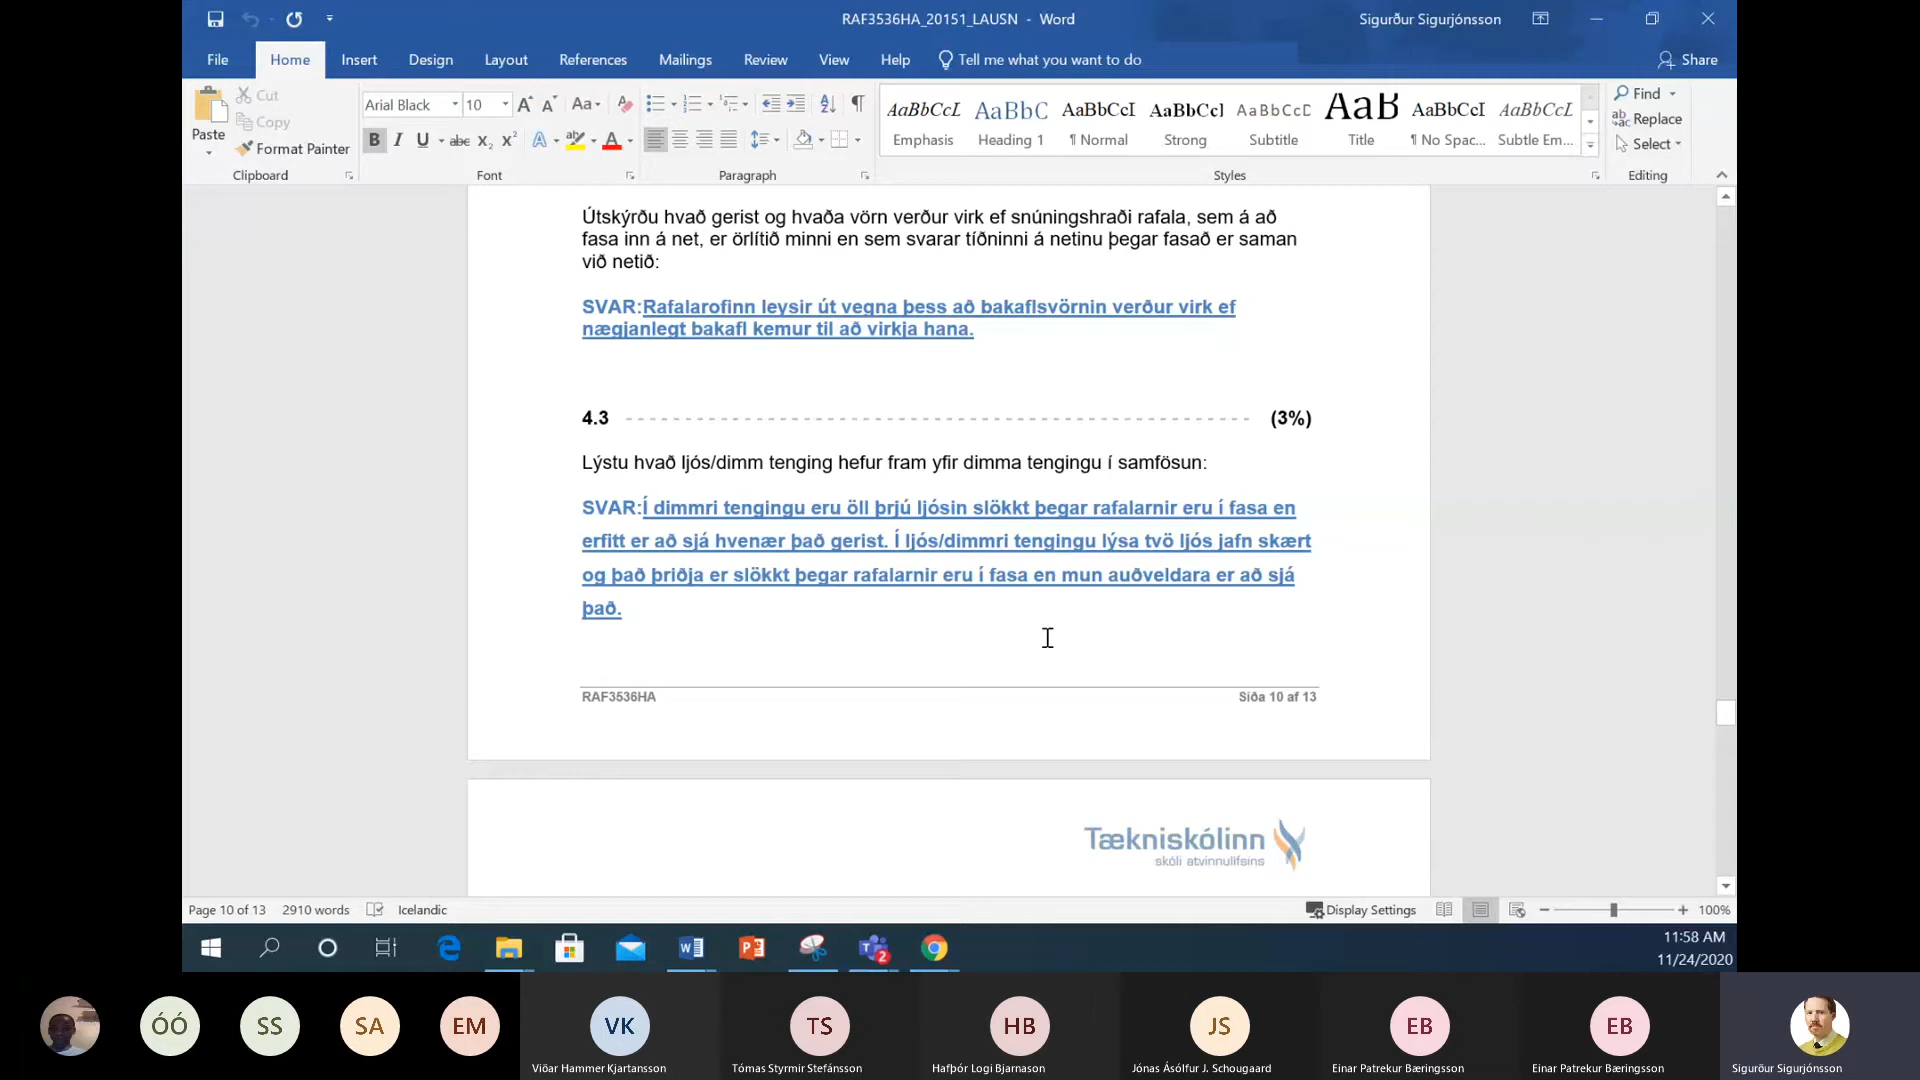 RAF3536HA_20151_LAUSN - Word
Sigurður Sigurjónsson
File Home Insert Design Layout References Mailings Review View Help Tell me what you want to do Share
Paste
Cut
Copy
Format Painter
Clipboard
Arial Black 10
Font
Paragraph
AaBbCcL AaBbC AaBbCcI AaBbCcI AaBbCcD AaB AaBbCcI AaBbCcL
Emphasis Heading 1 ¶ Normal Strong Subtitle Title ¶ No Spac... Subtle Em...
Styles
Find
Replace
Select
Editing
Útskýrðu hvað gerist og hvaða vörn verður virk ef snúningshraði rafala, sem á að
fasa inn á net, er örlítið minni en sem svarar tíðninni á netinu þegar fasað er saman
við netið:
SVAR:Rafalarofinn leysir út vegna þess að bakaflsvörnin verður virk ef
nægjanlegt bakafl kemur til að virkja hana.
4.3 (3%)
Lýstu hvað ljós/dimm tenging hefur fram yfir dimma tengingu í samfösun:
SVAR:Í dimmri tengingu eru öll þrjú ljósin slökkt þegar rafalarnir eru í fasa en
erfitt er að sjá hvenær það gerist. Í ljós/dimmri tengingu lýsa tvö ljós jafn skært
og það þriðja er slökkt þegar rafalarnir eru í fasa en mun auðveldara er að sjá
það.
RAF3536HA Síða 10 af 13
Tækniskólinn
skóli atvinnulífsins
Page 10 of 13 2910 words Icelandic Display Settings 100%
11:58 AM
11/24/2020
ÓÓ SS SA EM VK TS HB JS EB EB
Viðar Hammer Kjartansson Tómas Styrmir Stefánsson Hafþór Logi Bjarnason Jónas Ásólfur J. Schougaard Einar Patrekur Bæringsson Einar Patrekur Bæringsson Sigurður Sigurjónsson